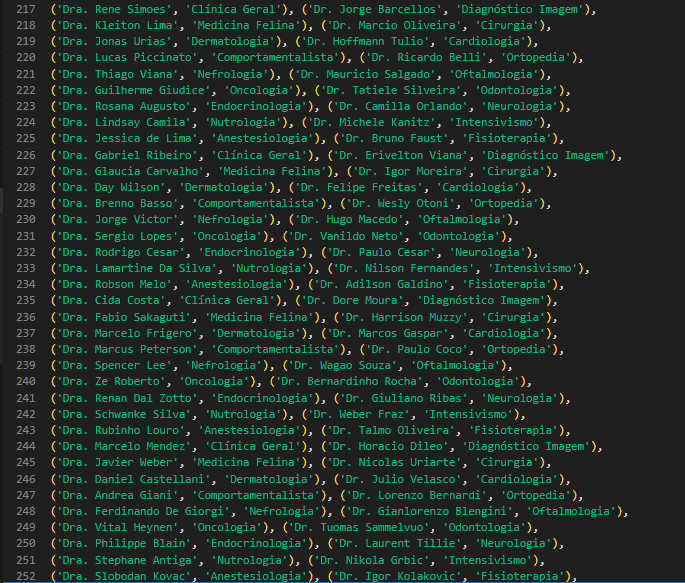 217 ('Dra. Rene Simoes', 'Clínica Geral'), ('Dr. Jorge Barcellos', 'Diagnóstico Imagem'),
218 ('Dra. Kleiton Lima', 'Medicina Felina'), ('Dr. Marcio Oliveira', 'Cirurgia'),
219 ('Dra. Jonas Urias', 'Dermatologia'), ('Dr. Hoffmann Tulio', 'Cardiologia'),
220 ('Dra. Lucas Piccinato', 'Comportamentalista'), ('Dr. Ricardo Belli', 'Ortopedia'),
221 ('Dra. Thiago Viana', 'Nefrologia'), ('Dr. Mauricio Salgado', 'Oftalmologia'),
222 ('Dra. Guilherme Giudice', 'Oncologia'), ('Dr. Tatiele Silveira', 'Odontologia'),
223 ('Dra. Rosana Augusto', 'Endocrinologia'), ('Dr. Camilla Orlando', 'Neurologia'),
224 ('Dra. Lindsay Camila', 'Nutrologia'), ('Dr. Michele Kanitz', 'Intensivismo'),
225 ('Dra. Jessica de Lima', 'Anestesiologia'), ('Dr. Bruno Faust', 'Fisioterapia'),
226 ('Dra. Gabriel Ribeiro', 'Clínica Geral'), ('Dr. Erivelton Viana', 'Diagnóstico Imagem'),
227 ('Dra. Glaucia Carvalho', 'Medicina Felina'), ('Dr. Igor Moreira', 'Cirurgia'),
228 ('Dra. Day Wilson', 'Dermatologia'), ('Dr. Felipe Freitas', 'Cardiologia'),
229 ('Dra. Brenno Basso', 'Comportamentalista'), ('Dr. Wesly Otoni', 'Ortopedia'),
230 ('Dra. Jorge Victor', 'Nefrologia'), ('Dr. Hugo Macedo', 'Oftalmologia'),
231 ('Dra. Sergio Lopes', 'Oncologia'), ('Dr. Vanildo Neto', 'Odontologia'),
232 ('Dra. Rodrigo Cesar', 'Endocrinologia'), ('Dr. Paulo Cesar', 'Neurologia'),
233 ('Dra. Lamartine Da Silva', 'Nutrologia'), ('Dr. Nilson Fernandes', 'Intensivismo'),
234 ('Dra. Robson Melo', 'Anestesiologia'), ('Dr. Adilson Galdino', 'Fisioterapia'),
235 ('Dra. Cida Costa', 'Clínica Geral'), ('Dr. Dore Moura', 'Diagnóstico Imagem'),
236 ('Dra. Fabio Sakaguti', 'Medicina Felina'), ('Dr. Harrison Muzzy', 'Cirurgia'),
237 ('Dra. Marcelo Frigero', 'Dermatologia'), ('Dr. Marcos Gaspar', 'Cardiologia'),
238 ('Dra. Marcus Peterson', 'Comportamentalista'), ('Dr. Paulo Coco', 'Ortopedia'),
239 ('Dra. Spencer Lee', 'Nefrologia'), ('Dr. Wagao Souza', 'Oftalmologia'),
240 ('Dra. Ze Roberto', 'Oncologia'), ('Dr. Bernardinho Rocha', 'Odontologia'),
241 ('Dra. Renan Dal Zotto', 'Endocrinologia'), ('Dr. Giuliano Ribas', 'Neurologia'),
242 ('Dra. Schwanke Silva', 'Nutrologia'), ('Dr. Weber Fraz', 'Intensivismo'),
243 ('Dra. Rubinho Louro', 'Anestesiologia'), ('Dr. Talmo Oliveira', 'Fisioterapia'),
244 ('Dra. Marcelo Mendez', 'Clínica Geral'), ('Dr. Horacio Dileo', 'Diagnóstico Imagem'),
245 ('Dra. Javier Weber', 'Medicina Felina'), ('Dr. Nicolas Uriarte', 'Cirurgia'),
246 ('Dra. Daniel Castellani', 'Dermatologia'), ('Dr. Julio Velasco', 'Cardiologia'),
247 ('Dra. Andrea Giani', 'Comportamentalista'), ('Dr. Lorenzo Bernardi', 'Ortopedia'),
248 ('Dra. Ferdinando De Giorgi', 'Nefrologia'), ('Dr. Gianlorenzo Blengini', 'Oftalmologia'),
249 ('Dra. Vital Heynen', 'Oncologia'), ('Dr. Tuomas Sammelvuo', 'Odontologia'),
250 ('Dra. Philippe Blain', 'Endocrinologia'), ('Dr. Laurent Tillie', 'Neurologia'),
251 ('Dra. Stephane Antiga', 'Nutrologia'), ('Dr. Nikola Grbic', 'Intensivismo'),
252 ('Dra. Slobodan Kovac', 'Anestesiologia'), ('Dr. Igor Kolakovic', 'Fisioterapia'),